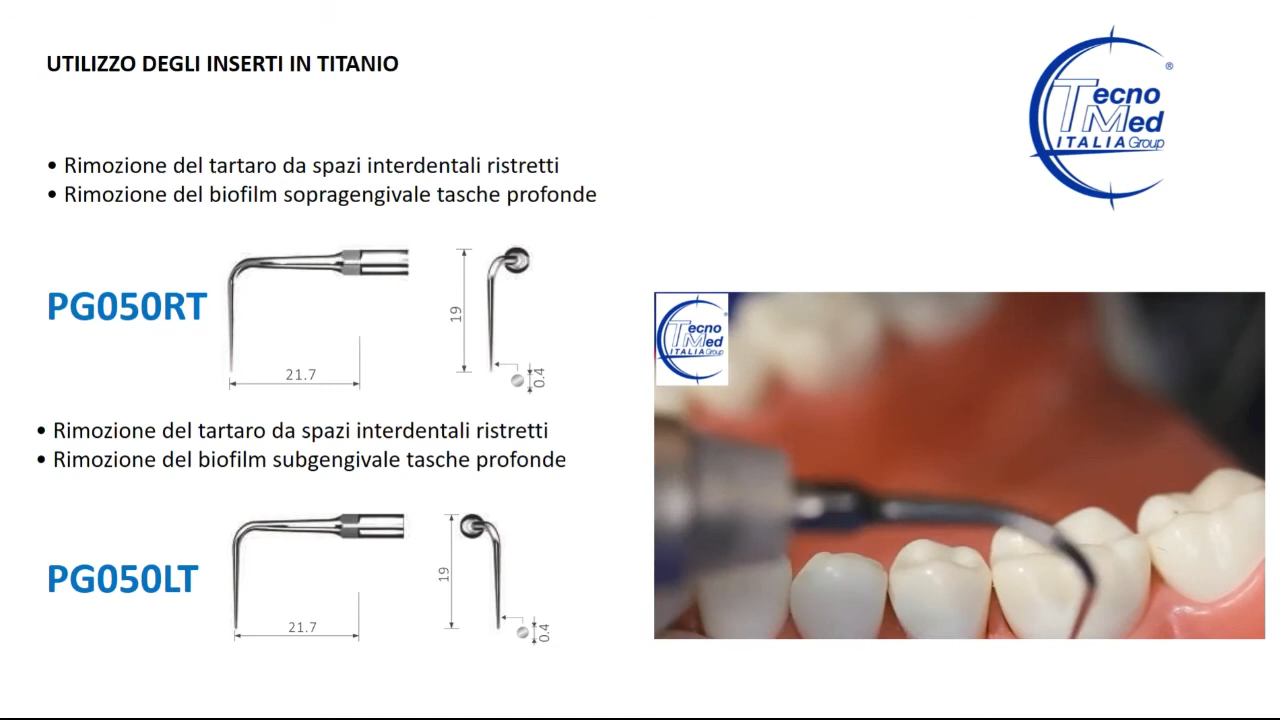 UTILIZZO DEGLI INSERTI IN TITANIO
Tecno
Med
ITALIA Group
®
• Rimozione del tartaro da spazi interdentali ristretti
• Rimozione del biofilm sopragengivale tasche profonde
PG050RT
21.7
19
0.4
• Rimozione del tartaro da spazi interdentali ristretti
• Rimozione del biofilm subgengivale tasche profonde
PG050LT
21.7
19
0.4
Tecno
Med
ITALIA Group